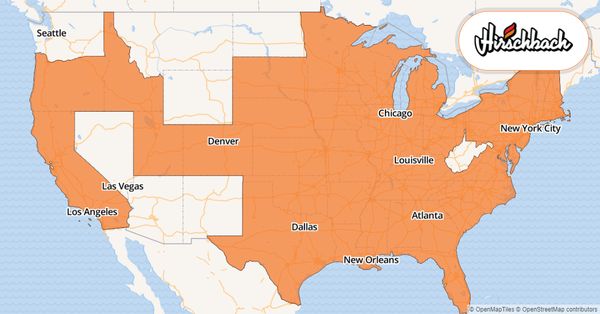 Seattle
Hirschbach
Chicago
New York City
Denver
Louisville
Las Vegas
Los Angeles
Atlanta
Dallas
New Orleans
© OpenMapTiles © OpenStreetMap contributors